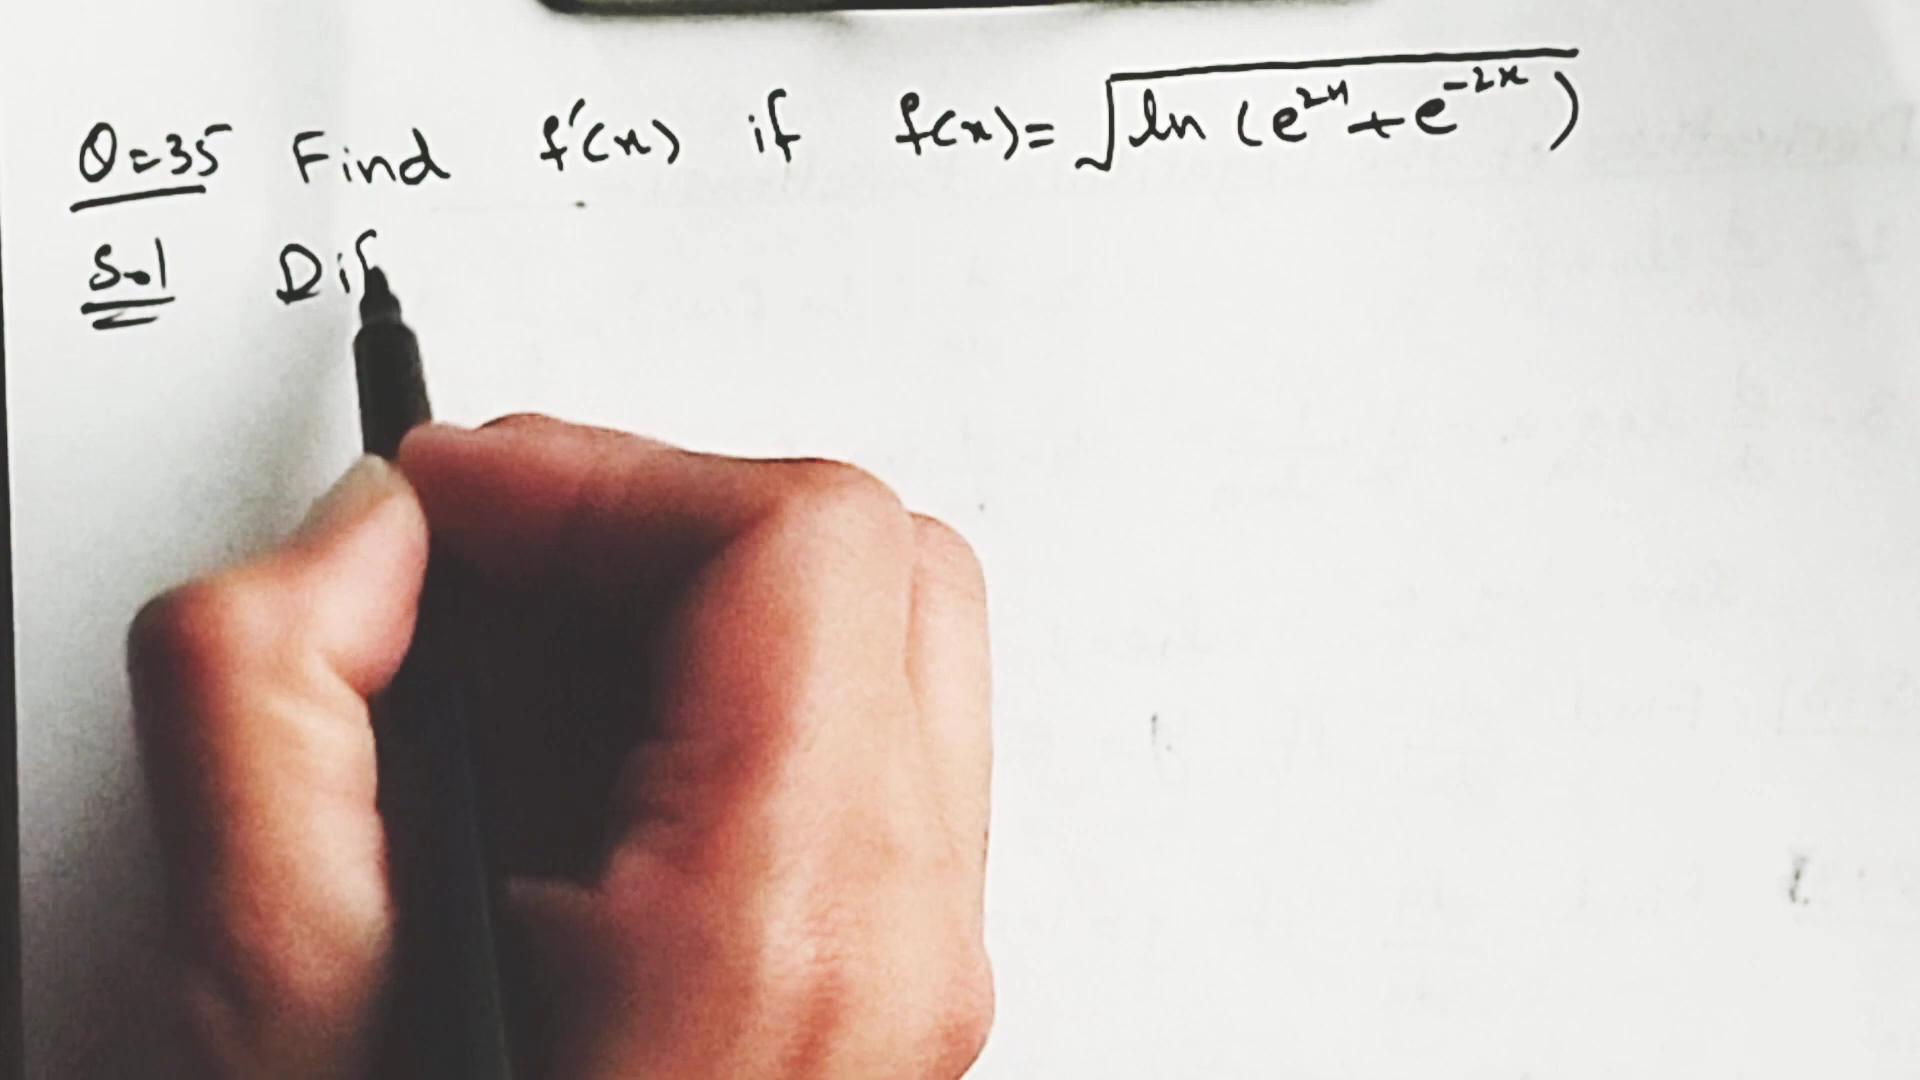 Q=35 Find f'(x) if f(x)= √ln (e^2x + e^-2x)
Sol Dif